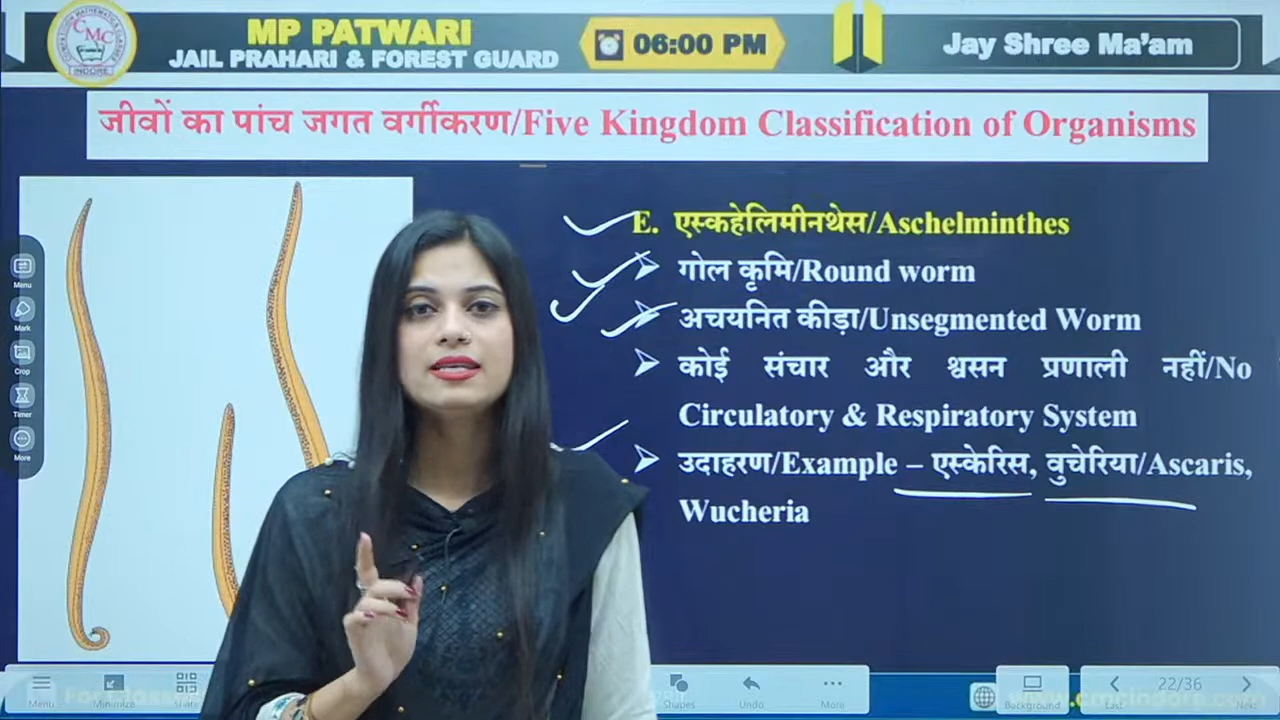 MP PATWARI
JAIL PRAHARI & FOREST GUARD
06:00 PM
Jay Shree Ma'am
CMC
INDORE
जीवों का पांच जगत वर्गीकरण/Five Kingdom Classification of Organisms
E. एस्कहेलिमीनथेस/Aschelminthes
गोल कृमि/Round worm
अचयनित कीड़ा/Unsegmented Worm
कोई संचार और श्वसन प्रणाली नहीं/No
Circulatory & Respiratory System
उदाहरण/Example – एस्केरिस, वुचेरिया/Ascaris,
Wucheria
Menu
Mark
Crop
Timer
More
Menu
Minimize
Share
Shapes
Undo
More
Background
Last
22/36
Next